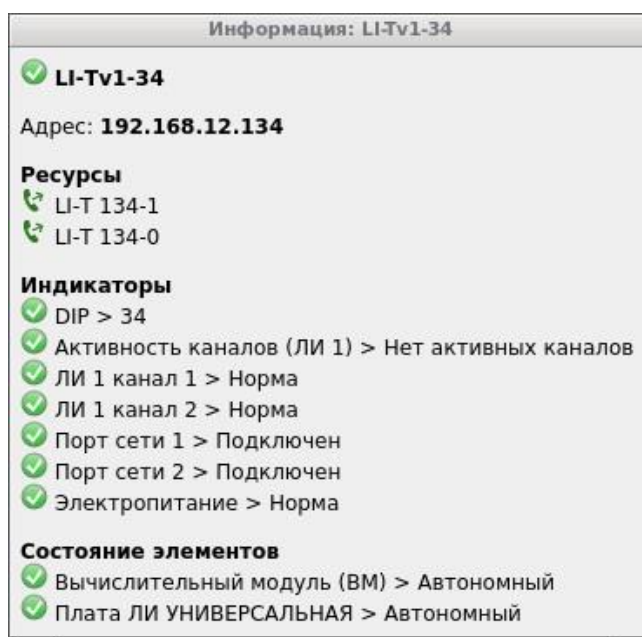 Информация: LI-Tv1-34
LI-Tv1-34
Адрес: 192.168.12.134
Ресурсы
LI-T 134-1
LI-T 134-0
Индикаторы
DIP > 34
Активность каналов (ЛИ 1) > Нет активных каналов
ЛИ 1 канал 1 > Норма
ЛИ 1 канал 2 > Норма
Порт сети 1 > Подключен
Порт сети 2 > Подключен
Электропитание > Норма
Состояние элементов
Вычислительный модуль (ВМ) > Автономный
Плата ЛИ УНИВЕРСАЛЬНАЯ > Автономный